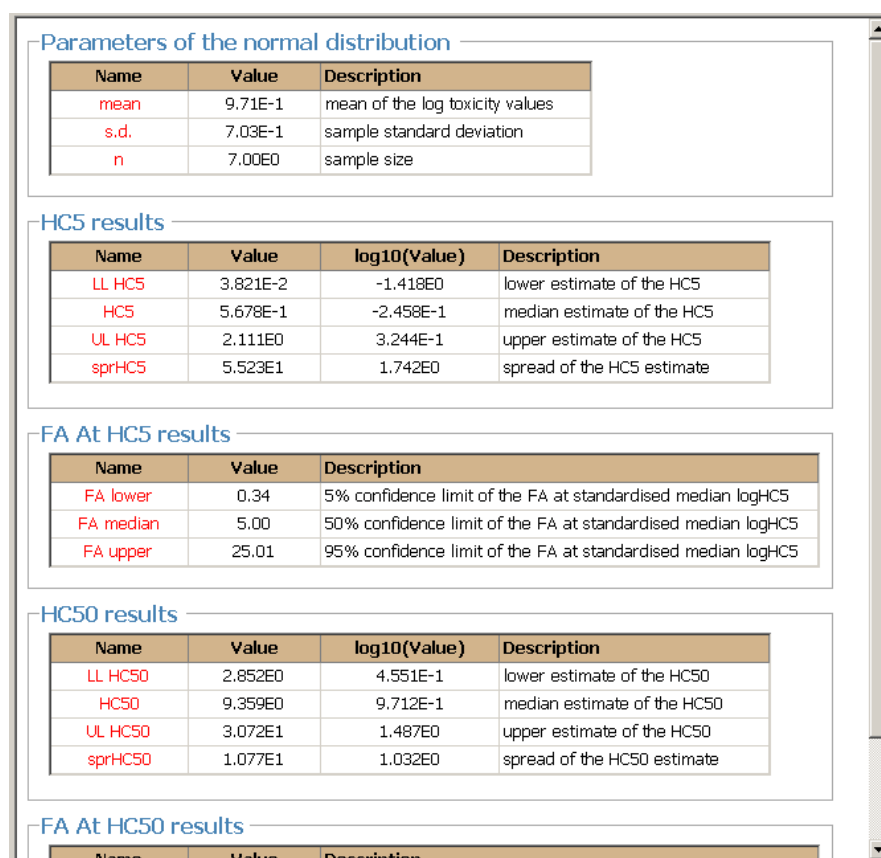 Parameters of the normal distribution
Name Value Description
mean 9.71E-1 mean of the log toxicity values
s.d. 7.03E-1 sample standard deviation
n 7.00E0 sample size
HC5 results
Name Value log10(Value) Description
LL HC5 3.821E-2 -1.418E0 lower estimate of the HC5
HC5 5.678E-1 -2.458E-1 median estimate of the HC5
UL HC5 2.111E0 3.244E-1 upper estimate of the HC5
sprHC5 5.523E1 1.742E0 spread of the HC5 estimate
FA At HC5 results
Name Value Description
FA lower 0.34 5% confidence limit of the FA at standardised median logHC5
FA median 5.00 50% confidence limit of the FA at standardised median logHC5
FA upper 25.01 95% confidence limit of the FA at standardised median logHC5
HC50 results
Name Value log10(Value) Description
LL HC50 2.852E0 4.551E-1 lower estimate of the HC50
HC50 9.359E0 9.712E-1 median estimate of the HC50
UL HC50 3.072E1 1.487E0 upper estimate of the HC50
sprHC50 1.077E1 1.032E0 spread of the HC50 estimate
FA At HC50 results
Name Value Description